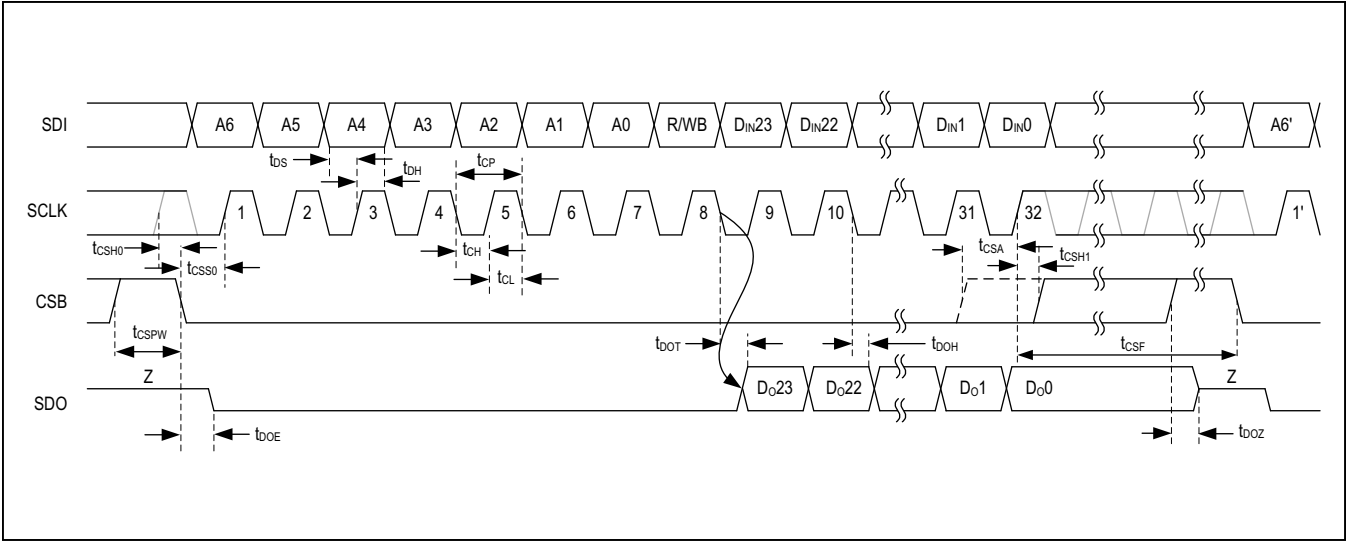 SDI A6 A5 A4 A3 A2 A1 A0 R/WB DIN23 DIN22 DIN1 DIN0 A6'
tDS tDH tCP
SCLK 1 2 3 4 5 6 7 8 9 10 31 32 1'
tCSH0 tCSS0 tCH tCL tCSA tCSH1
CSB
tCSPW tDOT tDOH tCSF
Z Z
SDO DO23 DO22 DO1 DO0
tDOE tDOZ